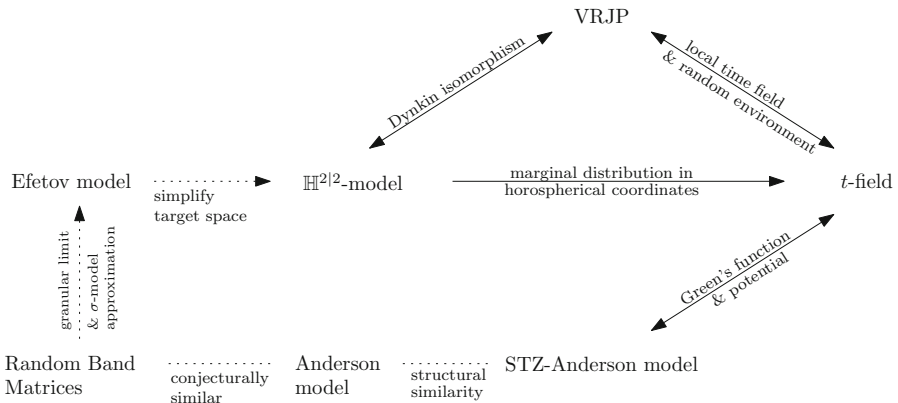 VRJP
Dynkin isomorphism
local time field
& random environment
Efetov model
simplify
target space
ℍ²|²-model
marginal distribution in
horospherical coordinates
t-field
granular limit
& σ-model
approximation
Green's function
& potential
Random Band
Matrices
conjecturally
similar
Anderson
model
structural
similarity
STZ-Anderson model